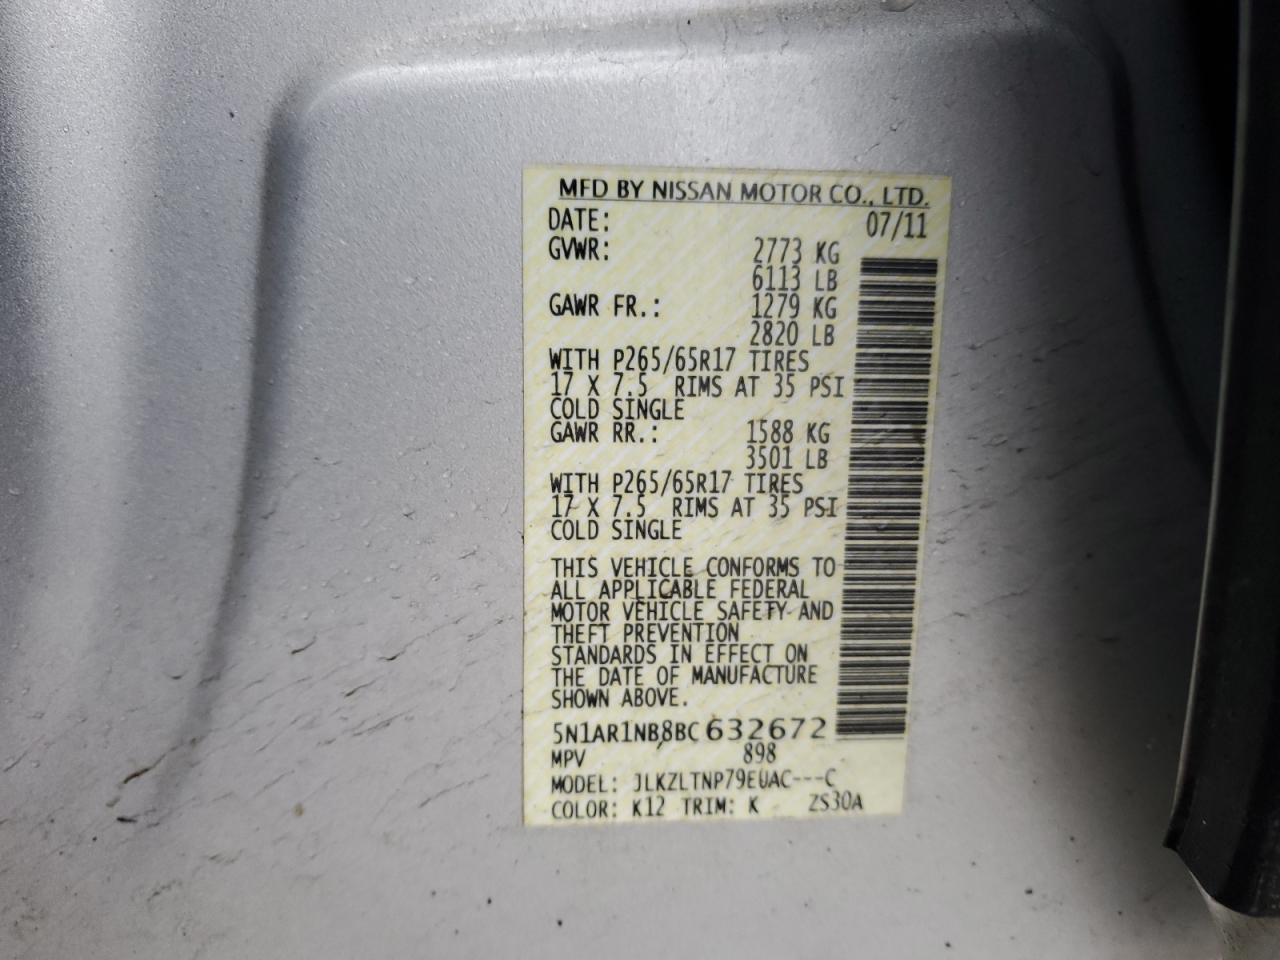 MFD BY NISSAN MOTOR CO., LTD.
DATE: 07/11
GVWR: 2773 KG
6113 LB
GAWR FR.: 1279 KG
2820 LB
WITH P265/65R17 TIRES
17 X 7.5 RIMS AT 35 PSI
COLD SINGLE
GAWR RR.: 1588 KG
3501 LB
WITH P265/65R17 TIRES
17 X 7.5 RIMS AT 35 PSI
COLD SINGLE
THIS VEHICLE CONFORMS TO
ALL APPLICABLE FEDERAL
MOTOR VEHICLE SAFETY AND
THEFT PREVENTION
STANDARDS IN EFFECT ON
THE DATE OF MANUFACTURE
SHOWN ABOVE.
5N1AR1NB8BC632672
MPV 898
MODEL: JLKZLTNP79EUAC---C
COLOR: K12 TRIM: K ZS30A